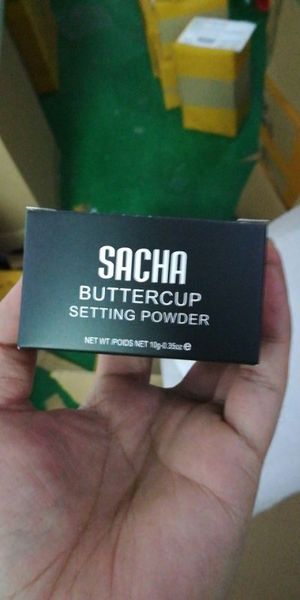 SACHA
BUTTERCUP
SETTING POWDER
NET WT./POIDS NET 10g-0.35oz ℮